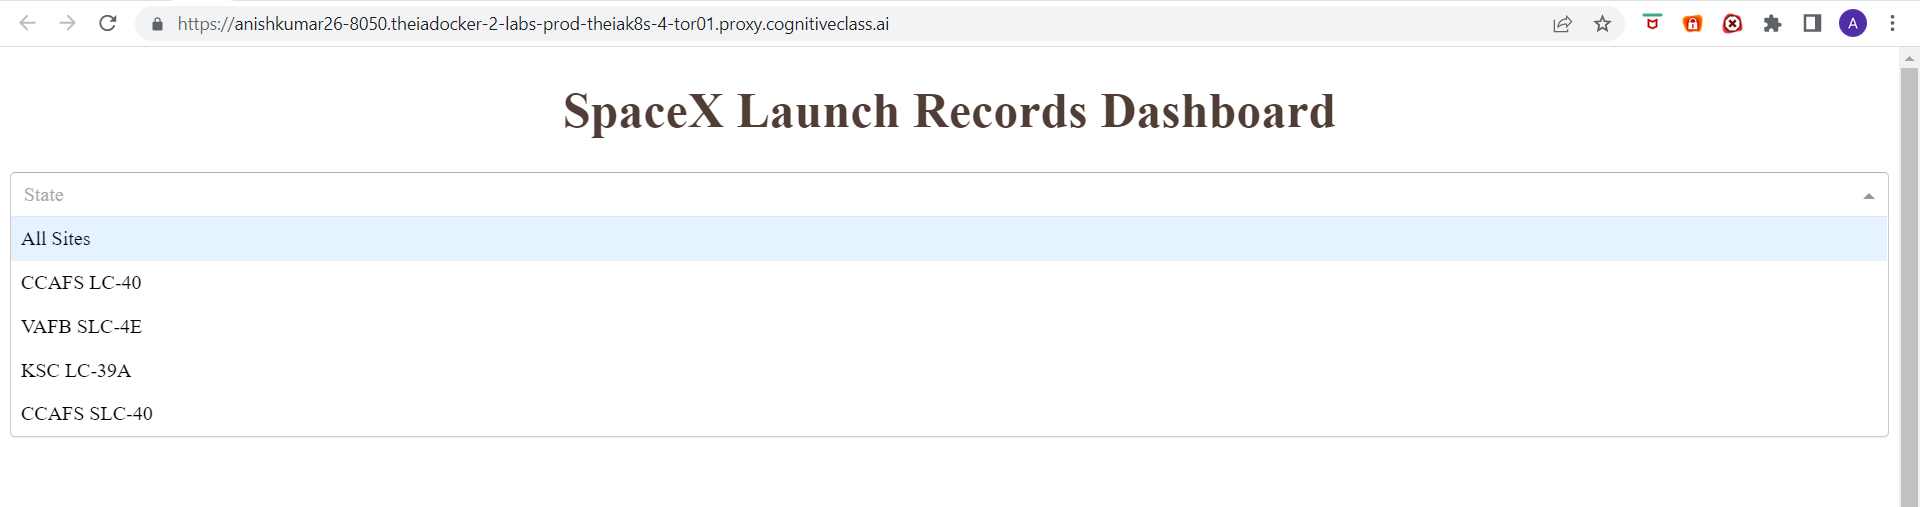 https://anishkumar26-8050.theiadocker-2-labs-prod-theiak8s-4-tor01.proxy.cognitiveclass.ai
A
SpaceX Launch Records Dashboard
State
All Sites
CCAFS LC-40
VAFB SLC-4E
KSC LC-39A
CCAFS SLC-40